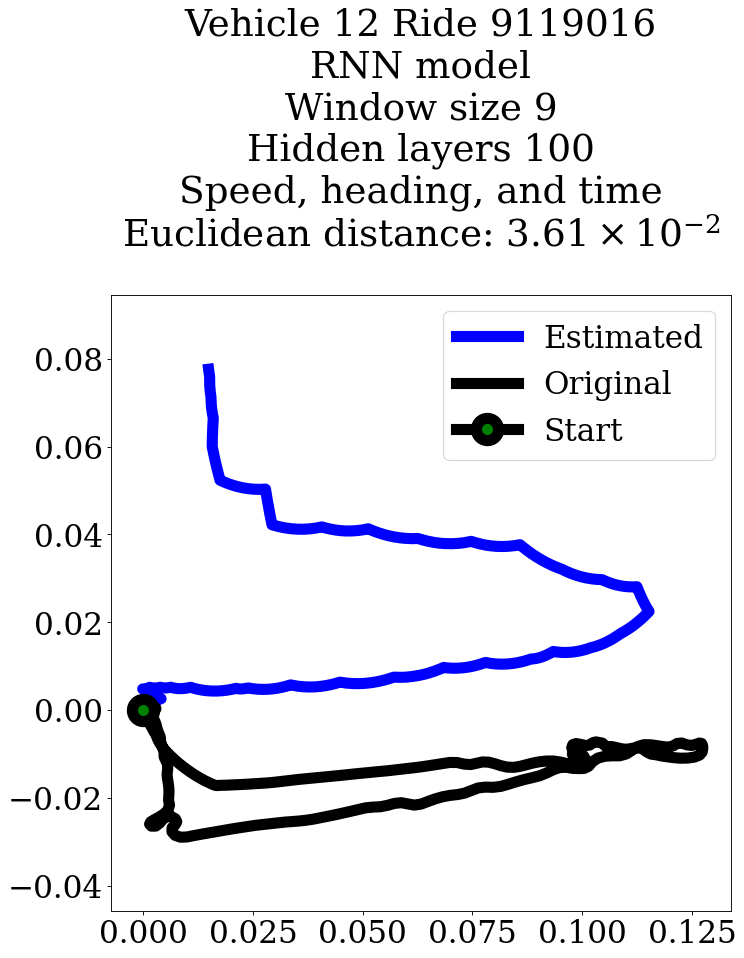 Vehicle 12 Ride 9119016
RNN model
Window size 9
Hidden layers 100
Speed, heading, and time
Euclidean distance: 3.61 × 10⁻²
Estimated
Original
Start
0.08
0.06
0.04
0.02
0.00
−0.02
−0.04
0.000 0.025 0.050 0.075 0.100 0.125